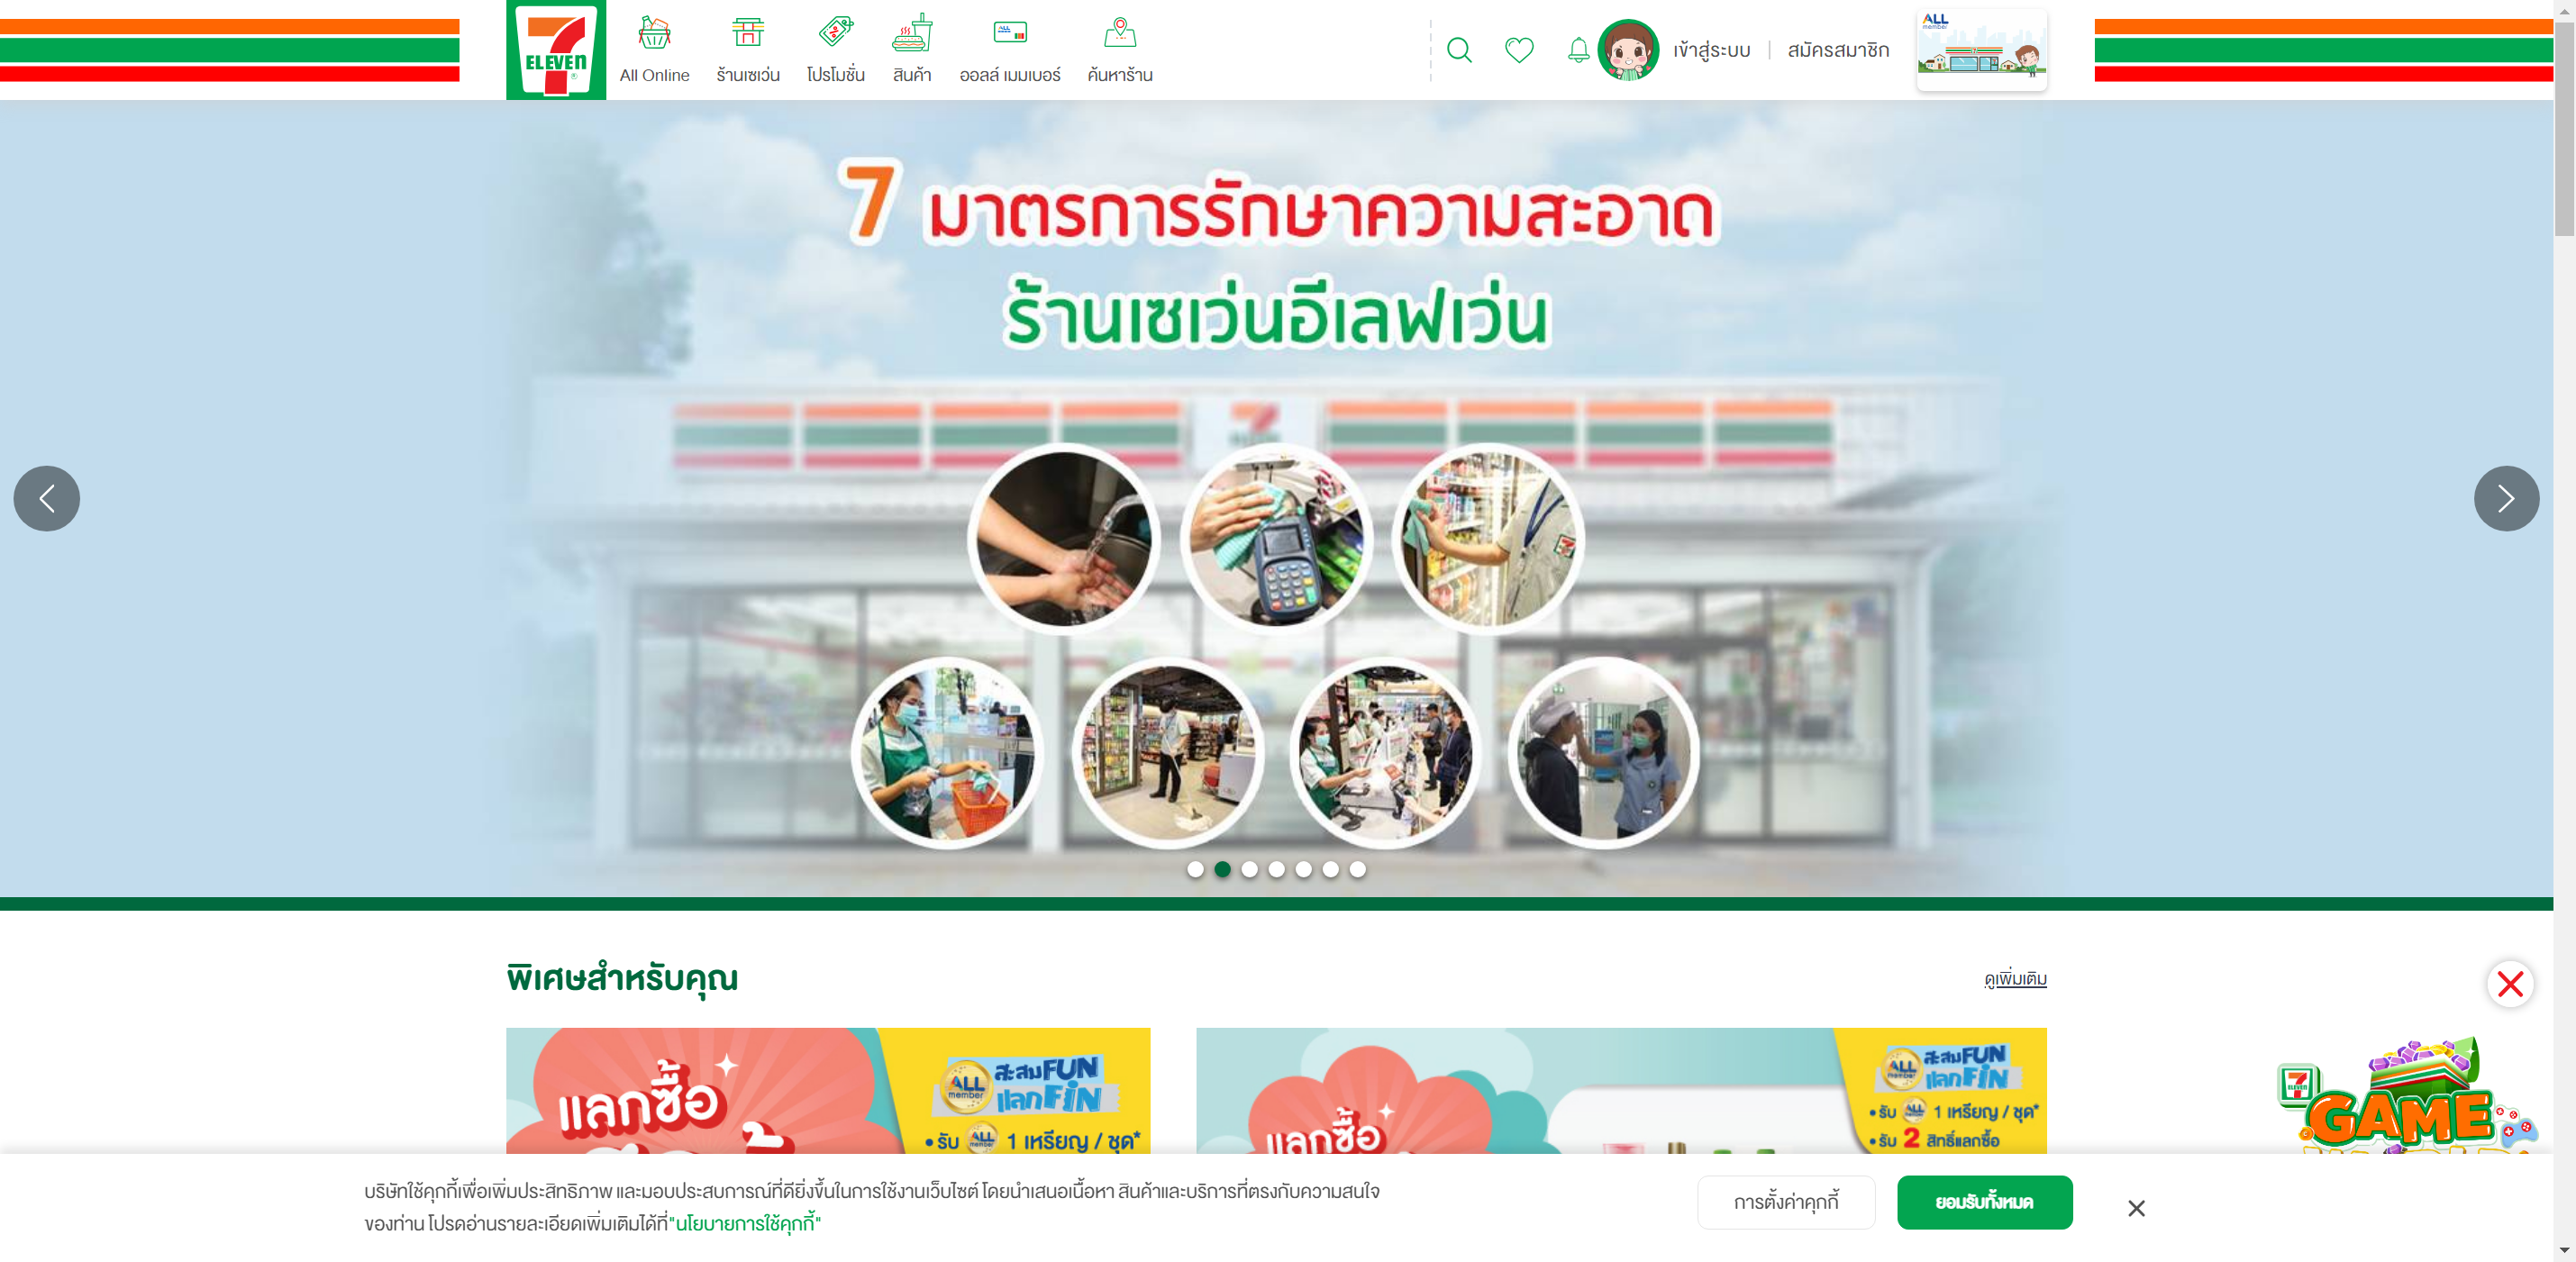 7 ELEVEN ®
All Online
ร้านเซเว่น
โปรโมชั่น
สินค้า
ออลล์ เมมเบอร์
ค้นหาร้าน
เข้าสู่ระบบ | สมัครสมาชิก
ALL
member
7 มาตรการรักษาความสะอาด
ร้านเซเว่นอีเลฟเว่น
พิเศษสำหรับคุณ
ดูเพิ่มเติม
แลกซื้อ
ALL member
สะสม FUN
แลก FiN
• รับ ALL member 1 เหรียญ / ชุด*
แลกซื้อ
ALL member
สะสม FUN
แลก FiN
• รับ ALL member 1 เหรียญ / ชุด*
• รับ 2 สิทธิ์แลกซื้อ
7 ELEVEN
GAME
บริษัทใช้คุกกี้เพื่อเพิ่มประสิทธิภาพ และมอบประสบการณ์ที่ดียิ่งขึ้นในการใช้งานเว็บไซต์ โดยนำเสนอเนื้อหา สินค้าและบริการที่ตรงกับความสนใจ
ของท่าน โปรดอ่านรายละเอียดเพิ่มเติมได้ที่"นโยบายการใช้คุกกี้"
การตั้งค่าคุกกี้
ยอมรับทั้งหมด